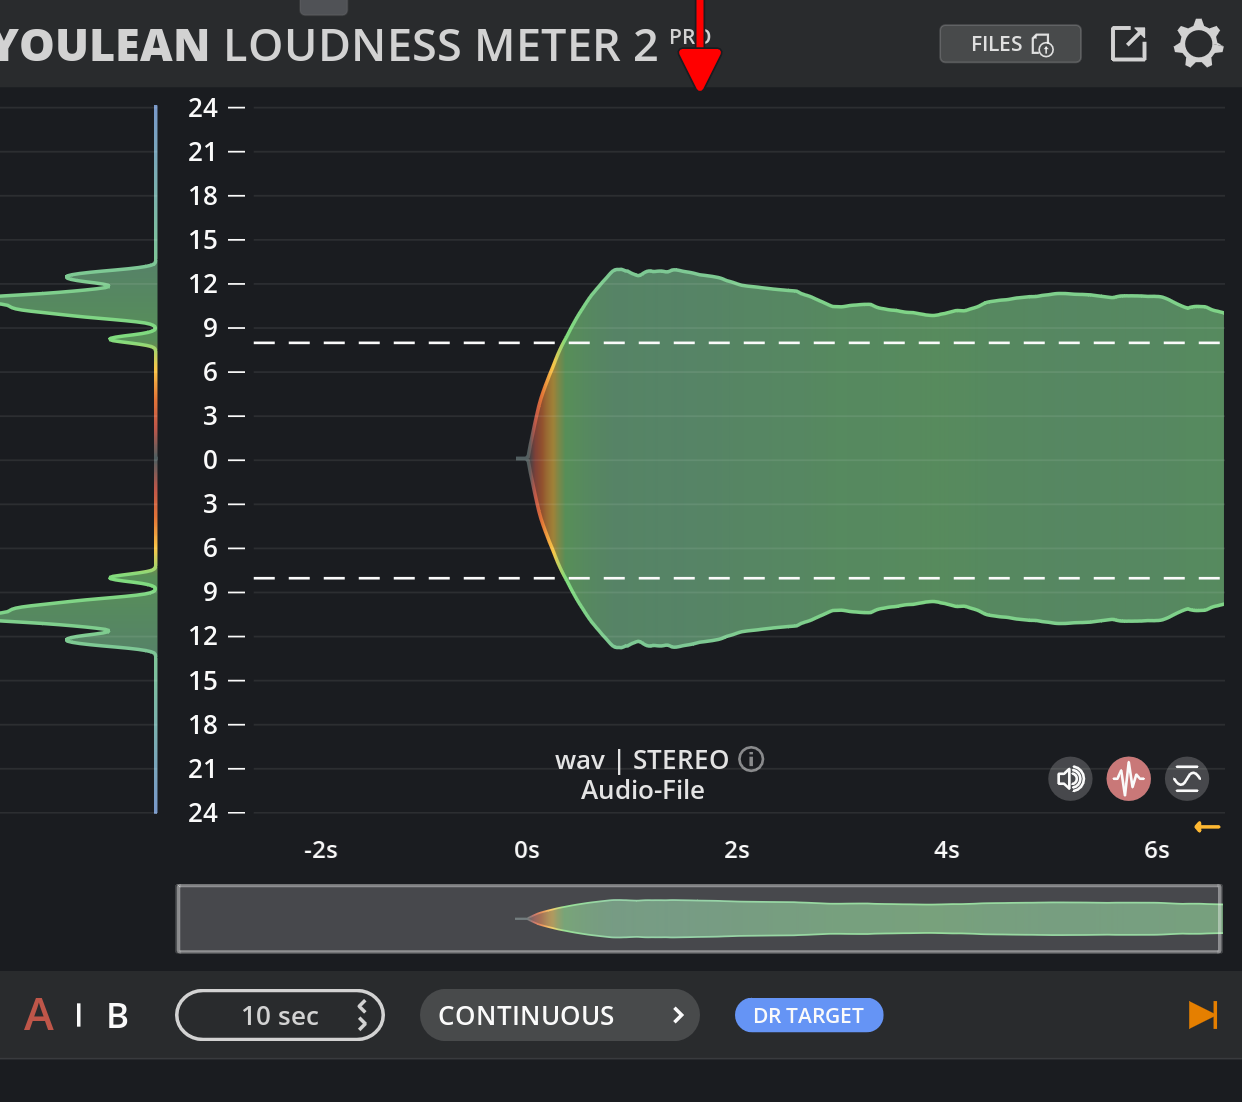 YOULEAN LOUDNESS METER 2 PRO
FILES
24
21
18
15
12
9
6
3
0
3
6
9
12
15
18
21
24
wav | STEREO
Audio-File
-2s 0s 2s 4s 6s
A | B 10 sec CONTINUOUS DR TARGET